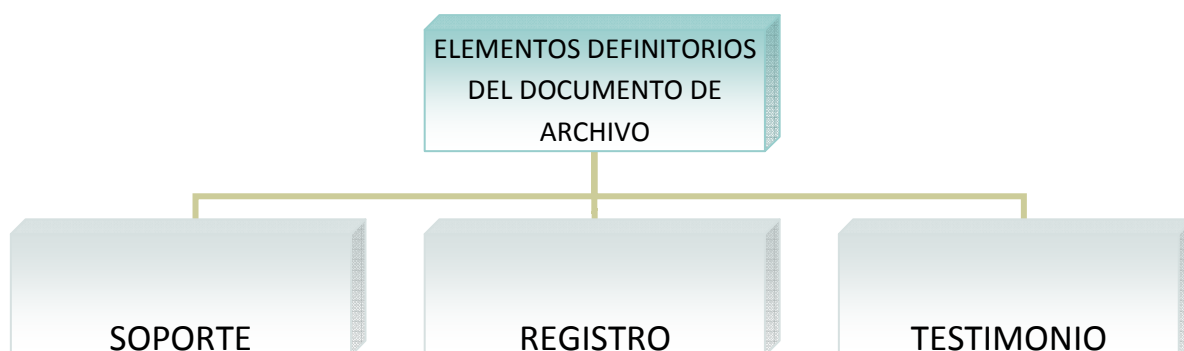 ELEMENTOS DEFINITORIOS
DEL DOCUMENTO DE
ARCHIVO
SOPORTE
REGISTRO
TESTIMONIO